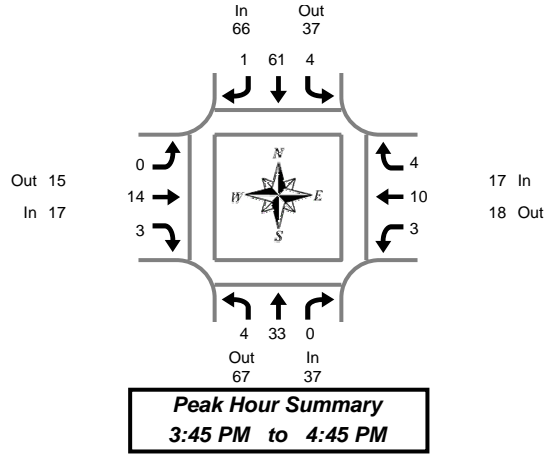 In Out
66 37
1 61 4
N
W E
S
0
14
3
Out 15
In 17
4
10
3
17 In
18 Out
4 33 0
Out In
67 37
Peak Hour Summary
3:45 PM to 4:45 PM